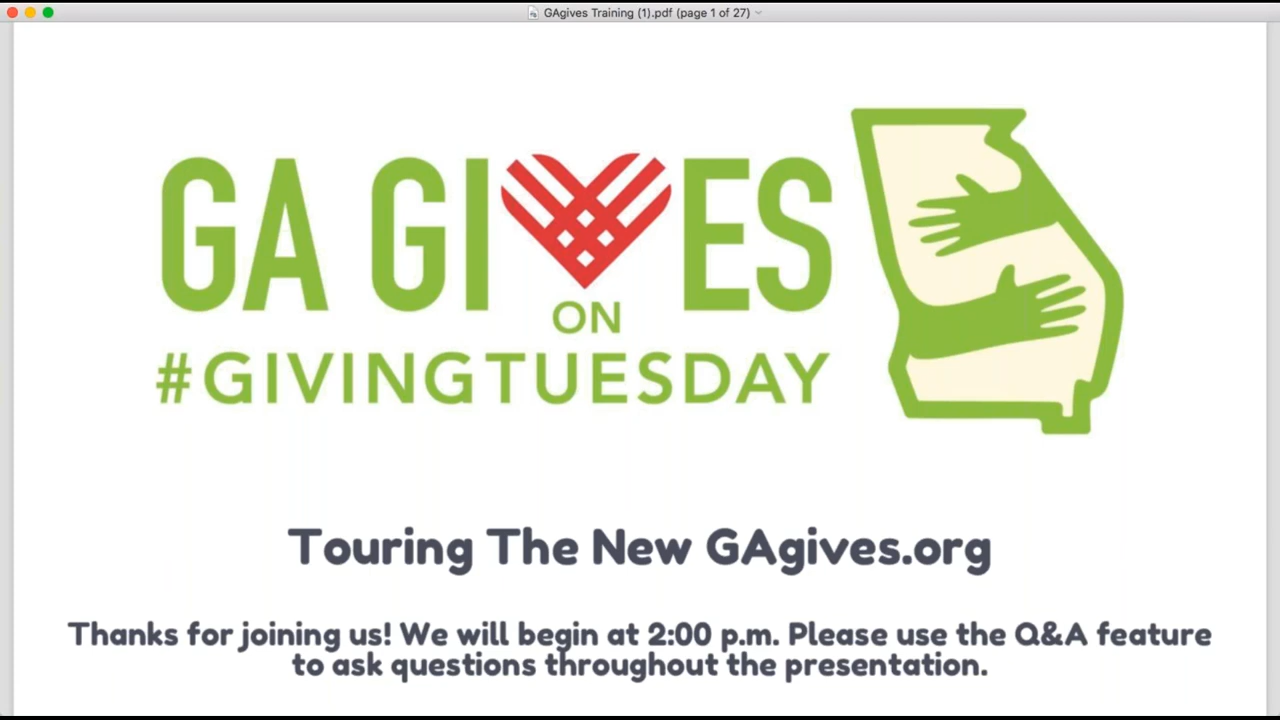 GAgives Training (1).pdf (page 1 of 27)
GA GIVES
ON
#GIVINGTUESDAY
Touring The New GAgives.org
Thanks for joining us! We will begin at 2:00 p.m. Please use the Q&A feature
to ask questions throughout the presentation.